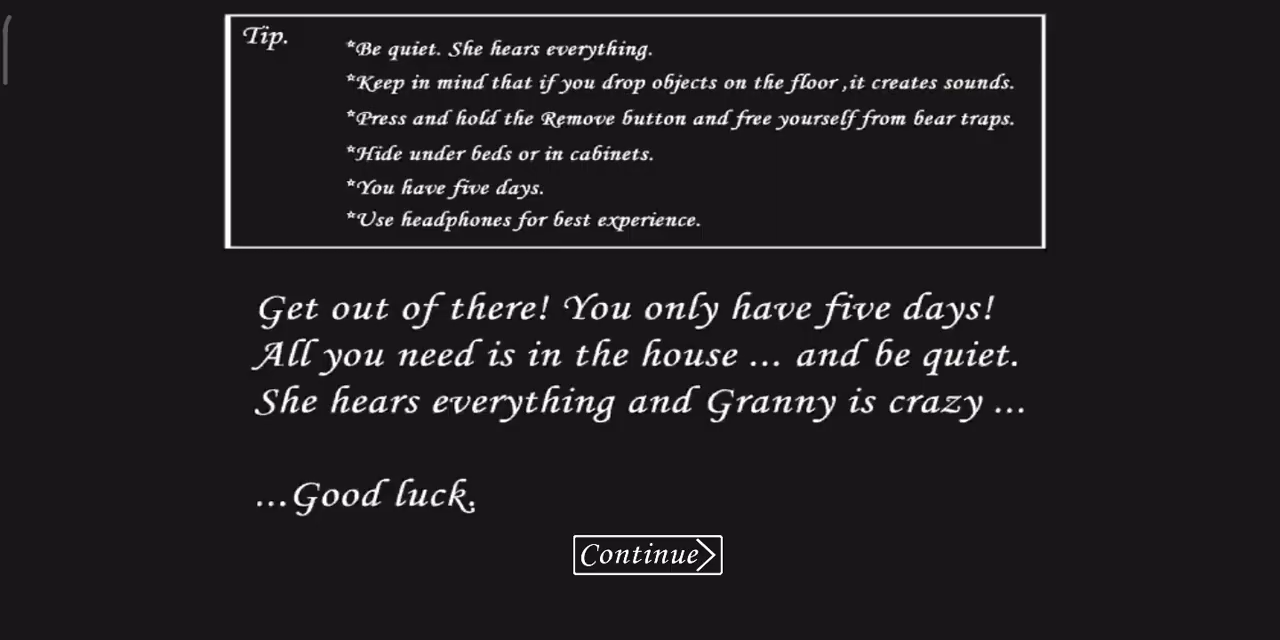 Tip.
*Be quiet. She hears everything.
*Keep in mind that if you drop objects on the floor ,it creates sounds.
*Press and hold the Remove button and free yourself from bear traps.
*Hide under beds or in cabinets.
*You have five days.
*Use headphones for best experience.
Get out of there! You only have five days!
All you need is in the house ... and be quiet.
She hears everything and Granny is crazy ...
...Good luck.
Continue>